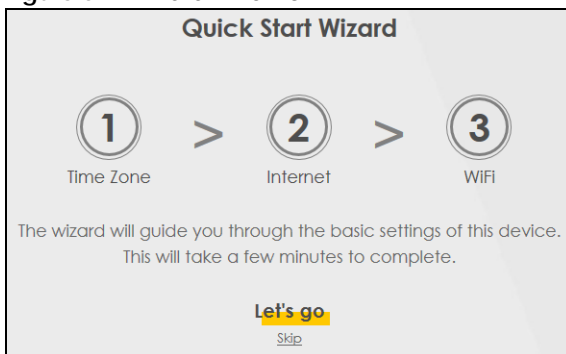 Quick Start Wizard
1 > 2 > 3
Time Zone Internet WiFi
The wizard will guide you through the basic settings of this device.
This will take a few minutes to complete.
Let's go
Skip